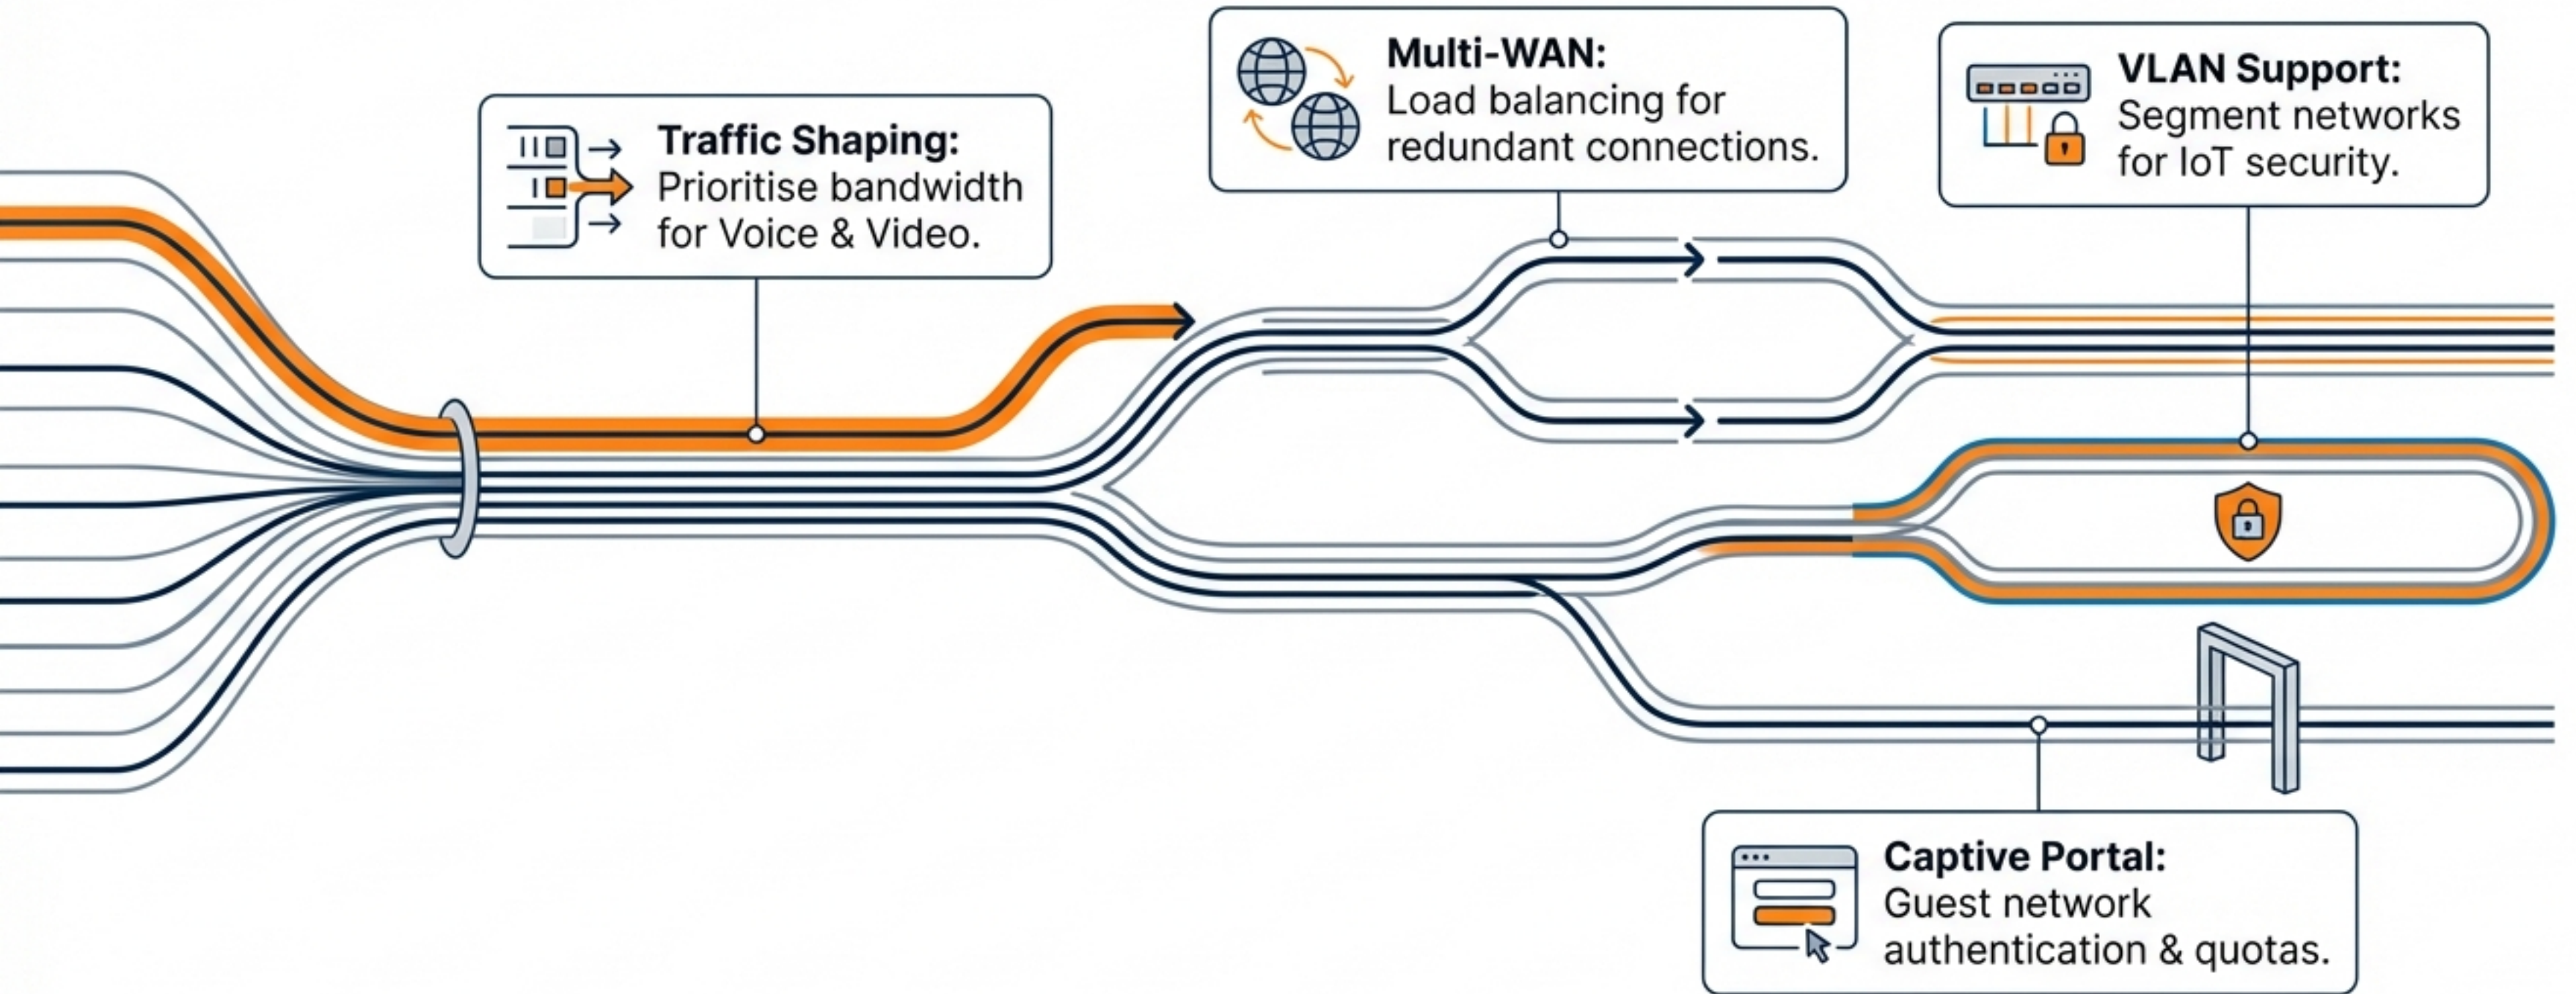 Traffic Shaping:
Prioritise bandwidth
for Voice & Video.
Multi-WAN:
Load balancing for
redundant connections.
VLAN Support:
Segment networks
for IoT security.
Captive Portal:
Guest network
authentication & quotas.